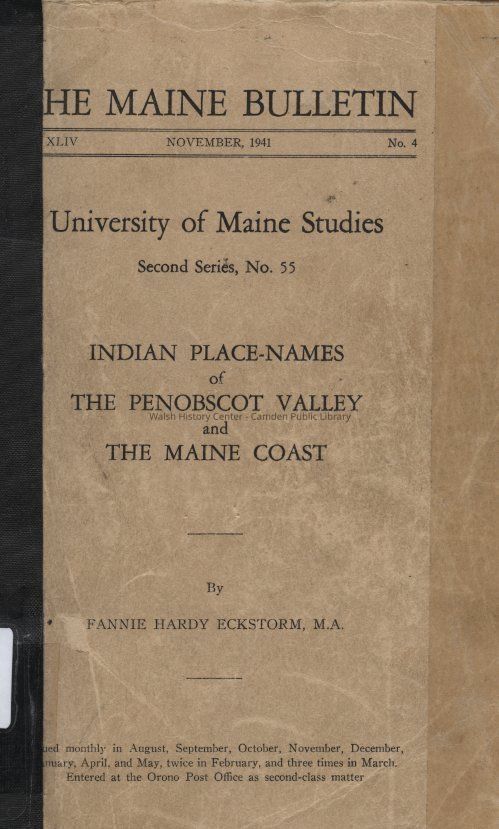 HE MAINE BULLETIN
XLIV NOVEMBER, 1941 No. 4
University of Maine Studies
Second Series, No. 55
INDIAN PLACE-NAMES
of
THE PENOBSCOT VALLEY
Walsh History Center - Camden Public Library
and
THE MAINE COAST
By
FANNIE HARDY ECKSTORM, M.A.
ued monthly in August, September, October, November, December,
anuary, April, and May, twice in February, and three times in March.
Entered at the Orono Post Office as second-class matter